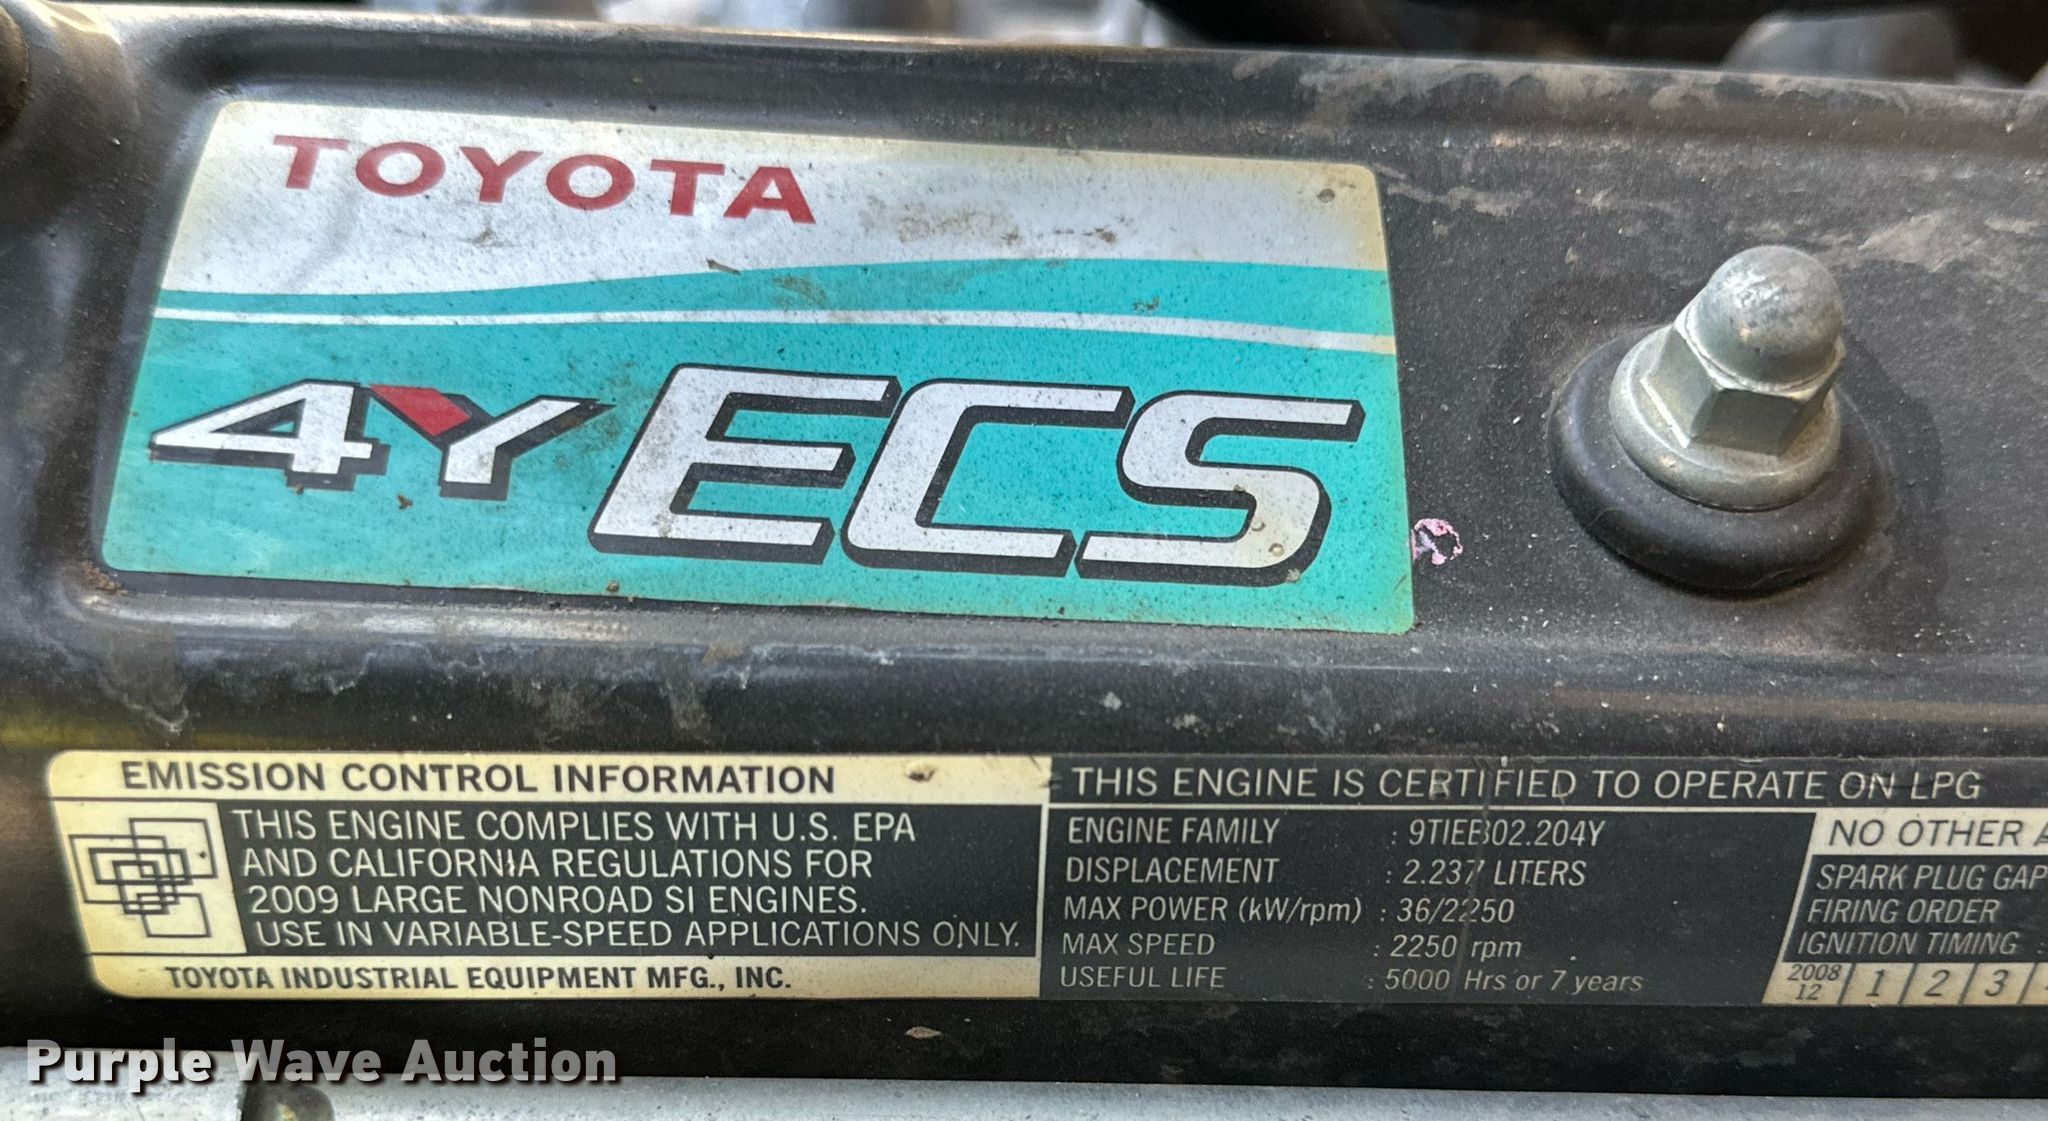 TOYOTA
4Y ECS
EMISSION CONTROL INFORMATION
THIS ENGINE COMPLIES WITH U.S. EPA
AND CALIFORNIA REGULATIONS FOR
2009 LARGE NONROAD SI ENGINES.
USE IN VARIABLE-SPEED APPLICATIONS ONLY.
TOYOTA INDUSTRIAL EQUIPMENT MFG., INC.
THIS ENGINE IS CERTIFIED TO OPERATE ON LPG
ENGINE FAMILY : 9TIEB02.204Y
DISPLACEMENT : 2.237 LITERS
MAX POWER (kW/rpm) : 36/2250
MAX SPEED : 2250 rpm
USEFUL LIFE : 5000 Hrs or 7 years
NO OTHER A
SPARK PLUG GAP
FIRING ORDER
IGNITION TIMING :
2008 12 1 2 3
Purple Wave Auction